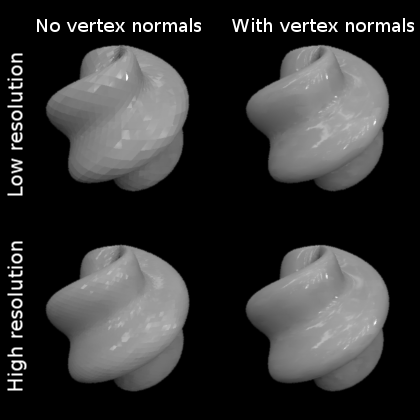 No vertex normals
With vertex normals
Low resolution
High resolution